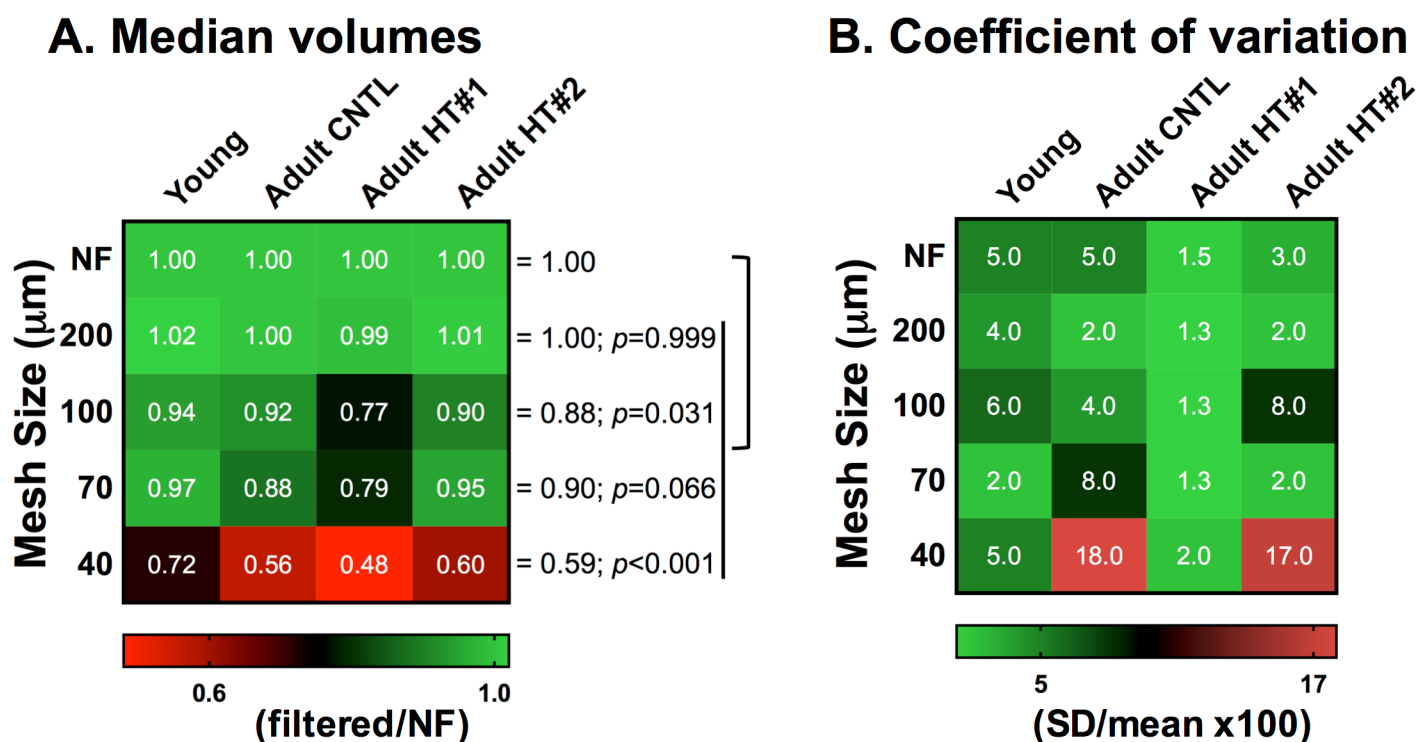 A. Median volumes
Young Adult CNTL Adult HT#1 Adult HT#2
Mesh Size (μm)
NF 1.00 1.00 1.00 1.00 = 1.00
200 1.02 1.00 0.99 1.01 = 1.00; p=0.999
100 0.94 0.92 0.77 0.90 = 0.88; p=0.031
70 0.97 0.88 0.79 0.95 = 0.90; p=0.066
40 0.72 0.56 0.48 0.60 = 0.59; p<0.001
0.6 1.0
(filtered/NF)
B. Coefficient of variation
Young Adult CNTL Adult HT#1 Adult HT#2
Mesh Size (μm)
NF 5.0 5.0 1.5 3.0
200 4.0 2.0 1.3 2.0
100 6.0 4.0 1.3 8.0
70 2.0 8.0 1.3 2.0
40 5.0 18.0 2.0 17.0
5 17
(SD/mean x100)